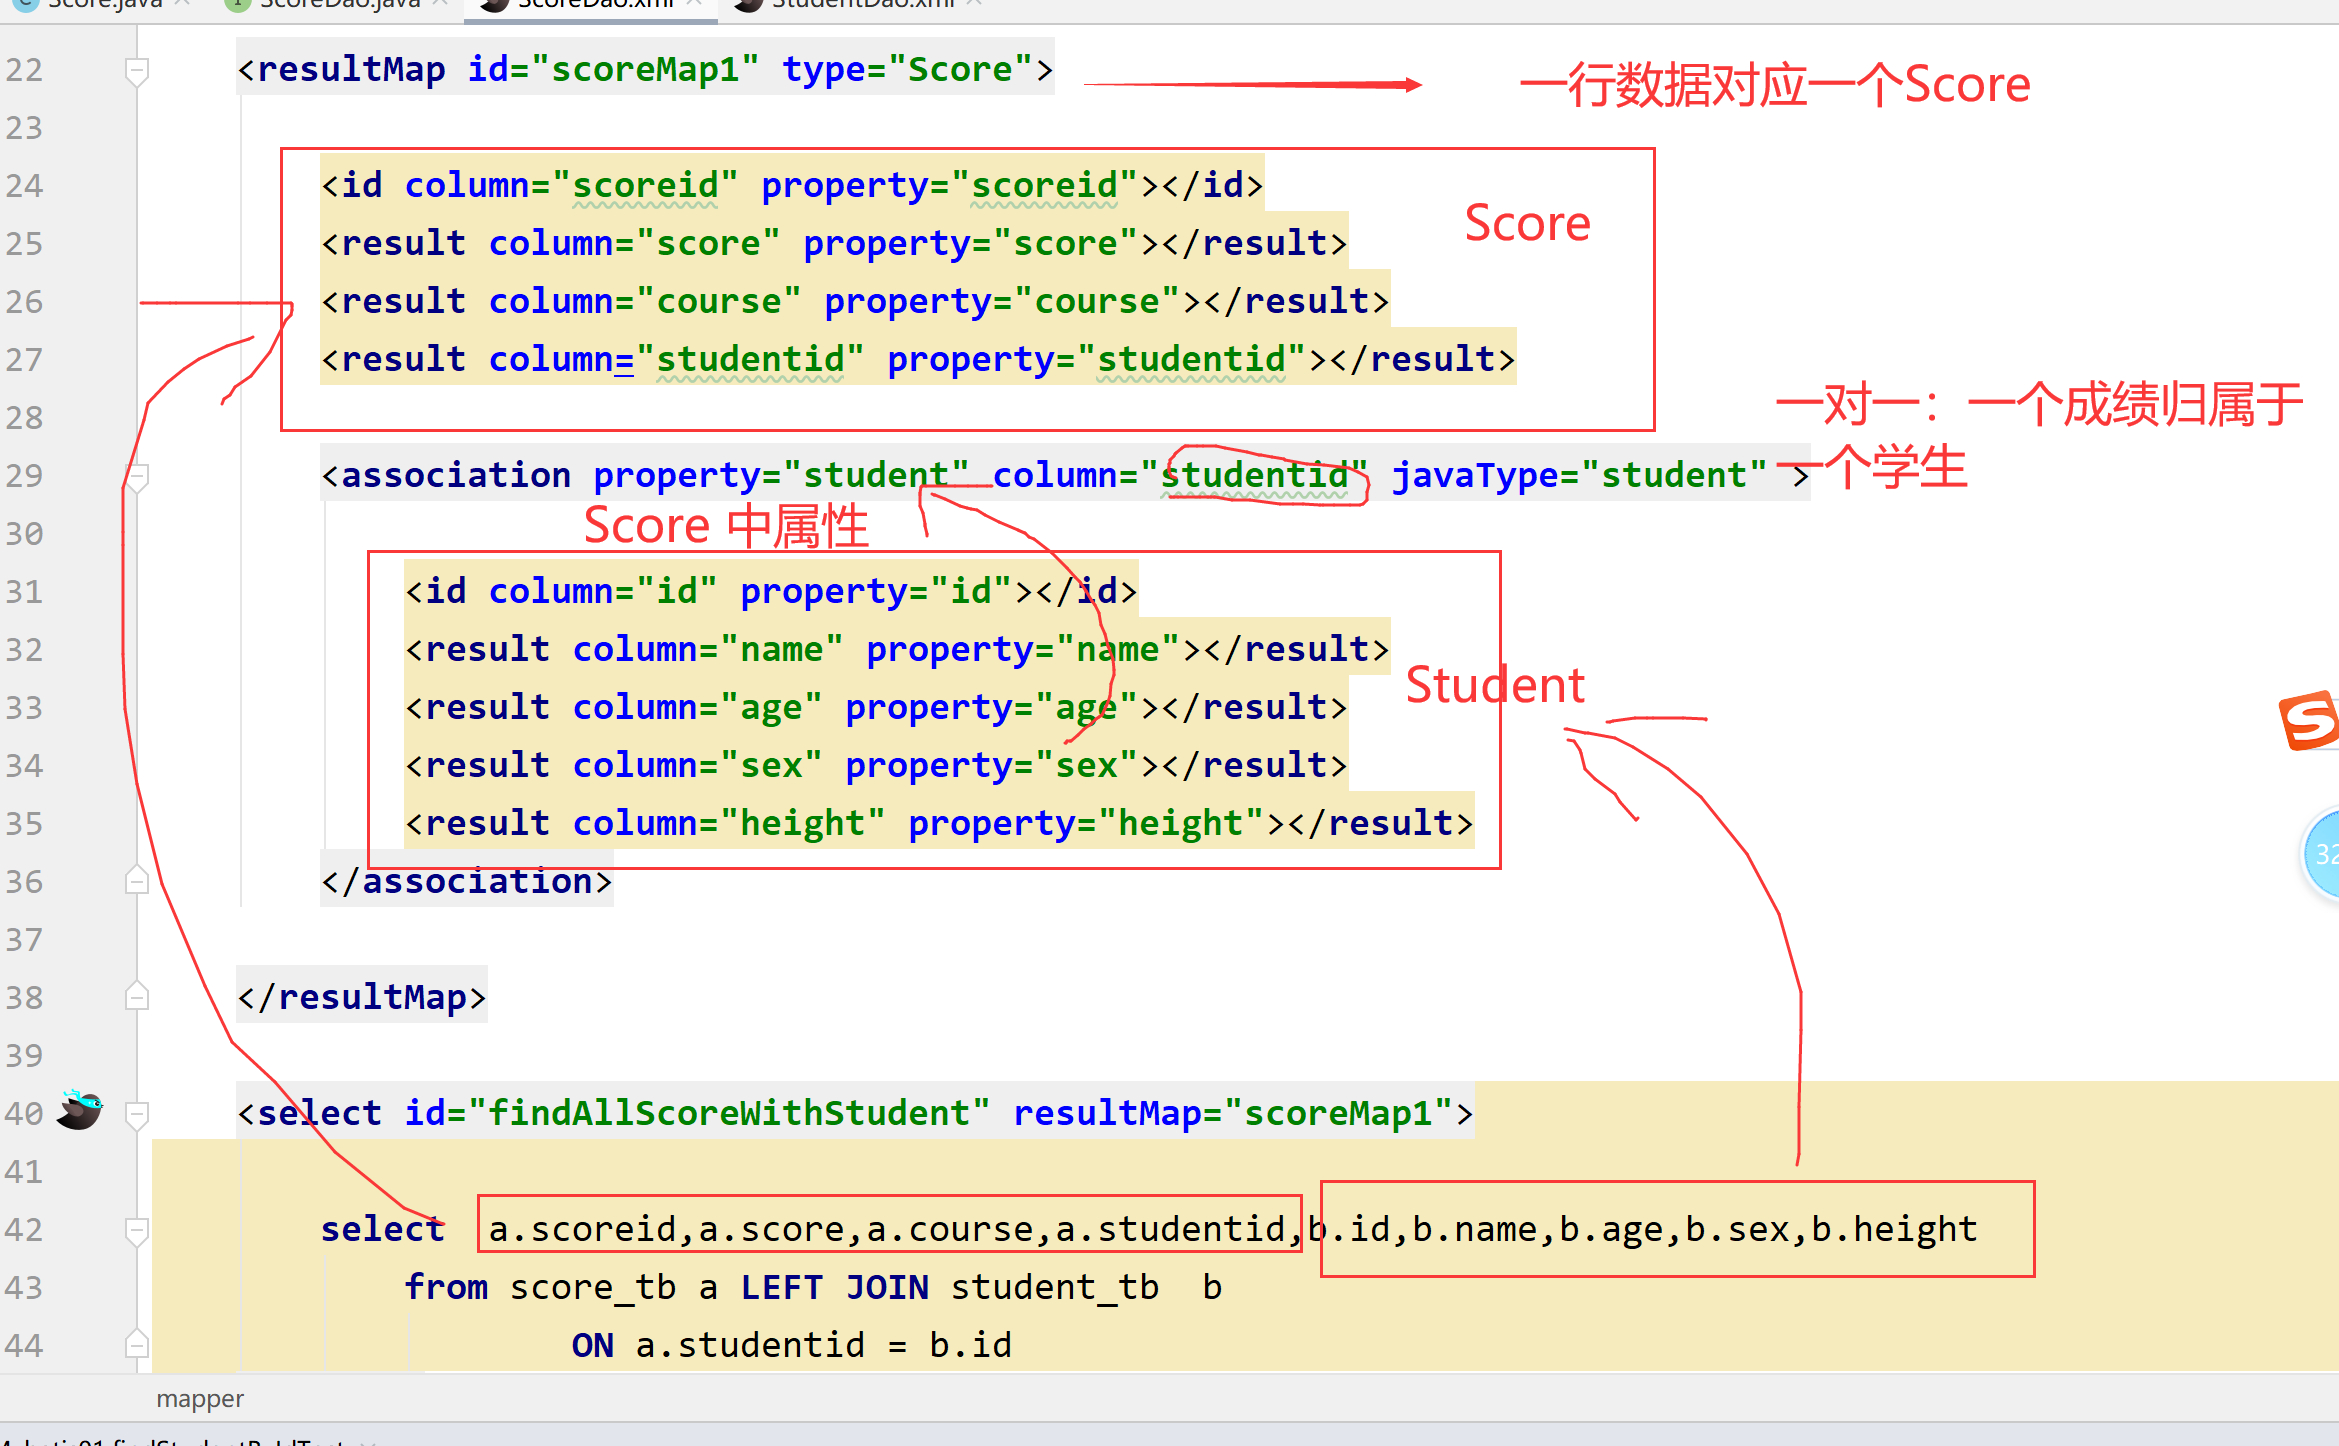 Score.java
ScoreDao.java
ScoreDao.xml
StudentDao.xml
22 <resultMap id="scoreMap1" type="Score">
一行数据对应一个Score
23
24 <id column="scoreid" property="scoreid"></id>
Score
25 <result column="score" property="score"></result>
26 <result column="course" property="course"></result>
27 <result column="studentid" property="studentid"></result>
28
一对一：一个成绩归属于
一个学生
29 <association property="student" column="studentid" javaType="student" >
Score 中属性
30
31 <id column="id" property="id"></id>
32 <result column="name" property="name"></result>
Student
33 <result column="age" property="age"></result>
34 <result column="sex" property="sex"></result>
35 <result column="height" property="height"></result>
36 </association>
37
38 </resultMap>
39
40 <select id="findAllScoreWithStudent" resultMap="scoreMap1">
41
42 select a.scoreid,a.score,a.course,a.studentid,b.id,b.name,b.age,b.sex,b.height
43 from score_tb a LEFT JOIN student_tb b
44 ON a.studentid = b.id
mapper
32